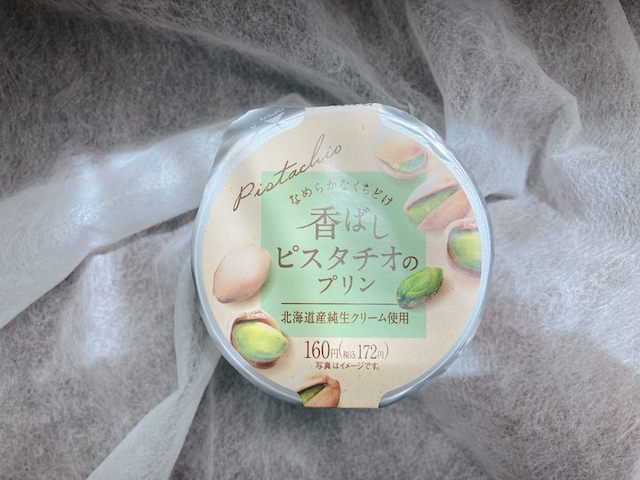 Pistachio
なめらかなくちどけ
香ばし
ピスタチオの
プリン
北海道産純生クリーム使用
160円(税込172円)
写真はイメージです。